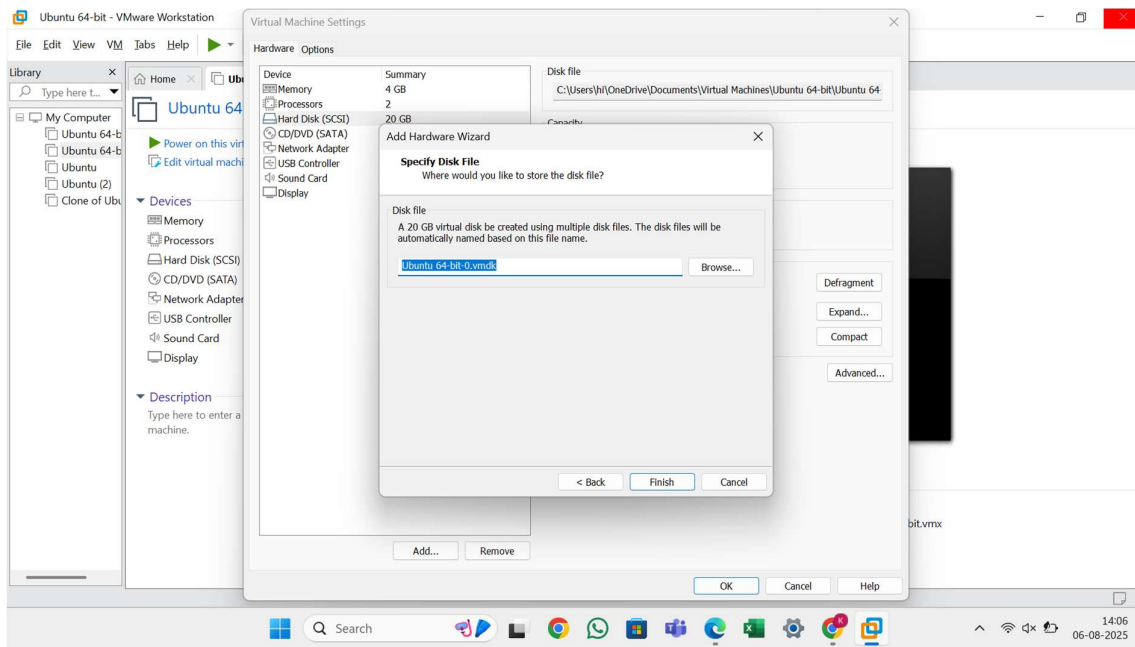 Ubuntu 64-bit - VMware Workstation
File Edit View VM Tabs Help
Library
Type here t...
My Computer
Ubuntu 64-b
Ubuntu 64-b
Ubuntu
Ubuntu (2)
Clone of Ubu
Home
Ubu
Ubuntu 64
Power on this virt
Edit virtual machi
Devices
Memory
Processors
Hard Disk (SCSI)
CD/DVD (SATA)
Network Adapter
USB Controller
Sound Card
Display
Description
Type here to enter a
machine.
Virtual Machine Settings
Hardware Options
Device Summary
Memory 4 GB
Processors 2
Hard Disk (SCSI) 20 GB
CD/DVD (SATA)
Network Adapter
USB Controller
Sound Card
Display
Add... Remove
Disk file
C:\Users\hi\OneDrive\Documents\Virtual Machines\Ubuntu 64-bit\Ubuntu 64
Capacity
Defragment
Expand...
Compact
Advanced...
OK Cancel Help
Add Hardware Wizard
Specify Disk File
Where would you like to store the disk file?
Disk file
A 20 GB virtual disk be created using multiple disk files. The disk files will be
automatically named based on this file name.
Ubuntu 64-bit-0.vmdk
Browse...
< Back Finish Cancel
bit.vmx
Search
K
14:06
06-08-2025